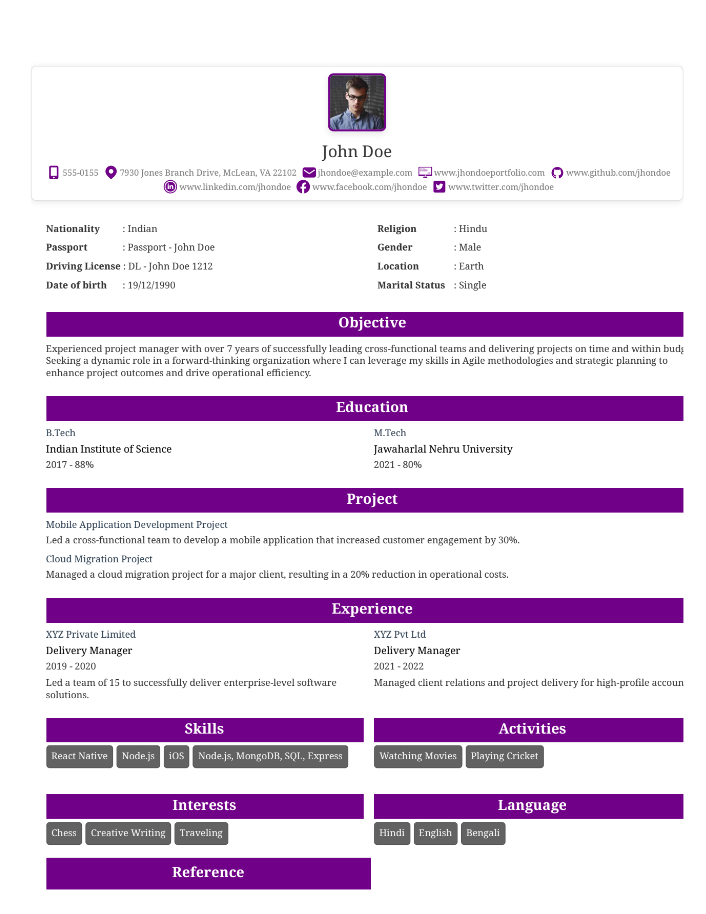 John Doe
555-0155 7930 Jones Branch Drive, McLean, VA 22102 jhondoe@example.com www.jhondoeportfolio.com www.github.com/jhondoe
www.linkedin.com/jhondoe www.facebook.com/jhondoe www.twitter.com/jhondoe
Nationality : Indian Religion : Hindu
Passport : Passport - John Doe Gender : Male
Driving License : DL - John Doe 1212 Location : Earth
Date of birth : 19/12/1990 Marital Status : Single
Objective
Experienced project manager with over 7 years of successfully leading cross-functional teams and delivering projects on time and within
Seeking a dynamic role in a forward-thinking organization where I can leverage my skills in Agile methodologies and strategic planning to
enhance project outcomes and drive operational efficiency.
Education
B.Tech
Indian Institute of Science
2017 - 88%
M.Tech
Jawaharlal Nehru University
2021 - 80%
Project
Mobile Application Development Project
Led a cross-functional team to develop a mobile application that increased customer engagement by 30%.
Cloud Migration Project
Managed a cloud migration project for a major client, resulting in a 20% reduction in operational costs.
Experience
XYZ Private Limited
Delivery Manager
2019 - 2020
Led a team of 15 to successfully deliver enterprise-level software
solutions.
XYZ Pvt Ltd
Delivery Manager
2021 - 2022
Managed client relations and project delivery for high-profile accoun
Skills
React Native Node.js iOS Node.js, MongoDB, SQL, Express
Activities
Watching Movies Playing Cricket
Interests
Chess Creative Writing Traveling
Language
Hindi English Bengali
Reference